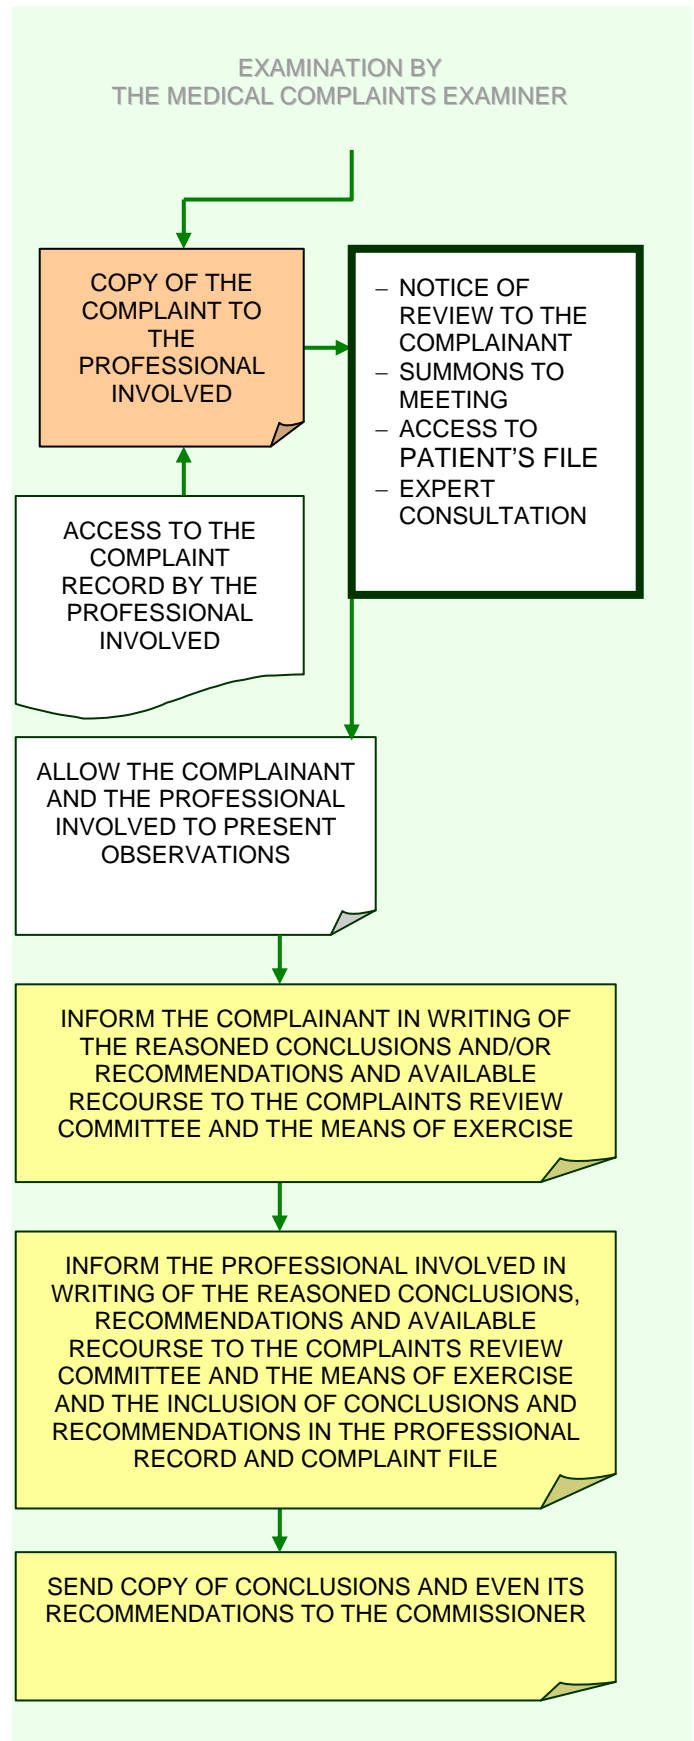 EXAMINATION BY
THE MEDICAL COMPLAINTS EXAMINER
COPY OF THE
COMPLAINT TO
THE
PROFESSIONAL
INVOLVED
– NOTICE OF
REVIEW TO THE
COMPLAINANT
– SUMMONS TO
MEETING
– ACCESS TO
PATIENT'S FILE
– EXPERT
CONSULTATION
ACCESS TO THE
COMPLAINT
RECORD BY THE
PROFESSIONAL
INVOLVED
ALLOW THE COMPLAINANT
AND THE PROFESSIONAL
INVOLVED TO PRESENT
OBSERVATIONS
INFORM THE COMPLAINANT IN WRITING OF
THE REASONED CONCLUSIONS AND/OR
RECOMMENDATIONS AND AVAILABLE
RECOURSE TO THE COMPLAINTS REVIEW
COMMITTEE AND THE MEANS OF EXERCISE
INFORM THE PROFESSIONAL INVOLVED IN
WRITING OF THE REASONED CONCLUSIONS,
RECOMMENDATIONS AND AVAILABLE
RECOURSE TO THE COMPLAINTS REVIEW
COMMITTEE AND THE MEANS OF EXERCISE
AND THE INCLUSION OF CONCLUSIONS AND
RECOMMENDATIONS IN THE PROFESSIONAL
RECORD AND COMPLAINT FILE
SEND COPY OF CONCLUSIONS AND EVEN ITS
RECOMMENDATIONS TO THE COMMISSIONER